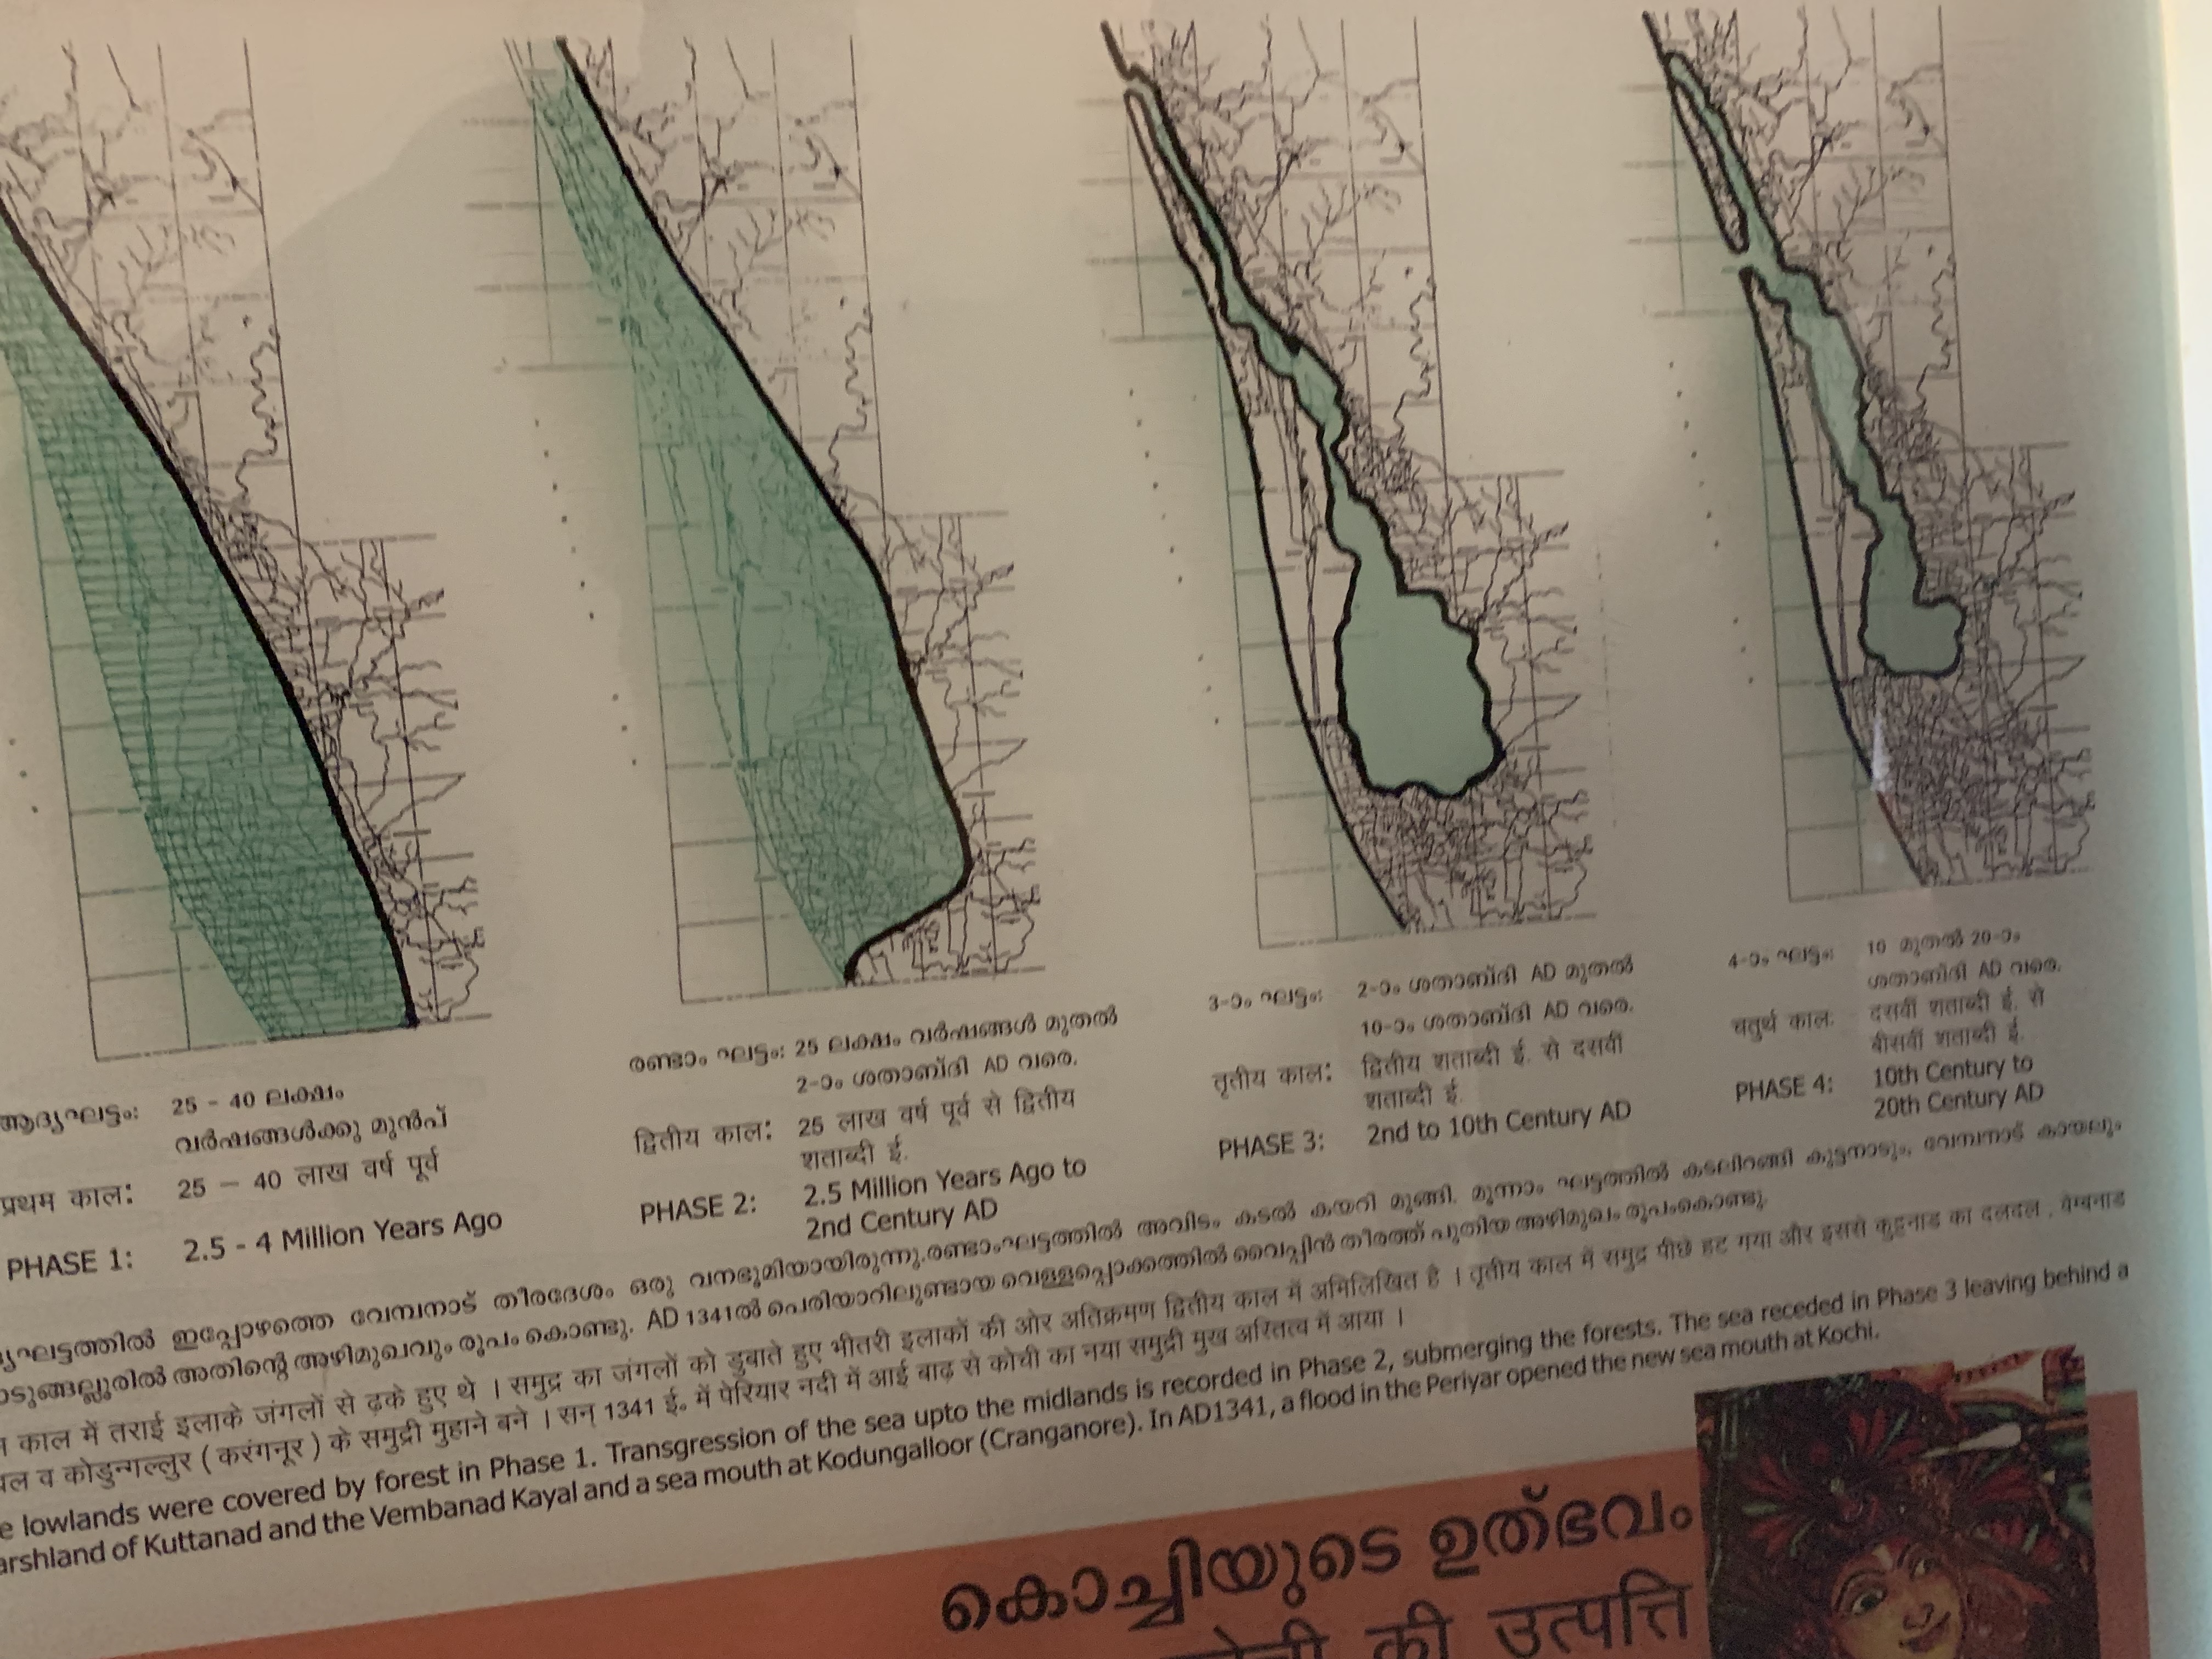 ആദ്യഘട്ടം: 25 - 40 ലക്ഷം
വർഷങ്ങൾക്കു മുൻപ്
प्रथम काल: 25 – 40 लाख वर्ष पूर्व
PHASE 1: 2.5 - 4 Million Years Ago
രണ്ടാം ഘട്ടം: 25 ലക്ഷം വർഷങ്ങൾ മുതൽ
2-ാം ശതാബ്ദി AD വരെ.
द्वितीय काल: 25 लाख वर्ष पूर्व से द्वितीय
शताब्दी ई.
PHASE 2: 2.5 Million Years Ago to
2nd Century AD
3-ാം ഘട്ടം: 2-ാം ശതാബ്ദി AD മുതൽ
10-ാം ശതാബ്ദി AD വരെ.
तृतीय काल: द्वितीय शताब्दी ई. से दसवीं
शताब्दी ई.
PHASE 3: 2nd to 10th Century AD
4-ാം ഘട്ടം: 10 മുതൽ 20-ാം
ശതാബ്ദി AD വരെ.
चतुर्थ काल: दसवीं शताब्दी ई. से
बीसवीं शताब्दी ई.
PHASE 4: 10th Century to
20th Century AD
ഇപ്പോഴത്തെ വേമ്പനാട് തീരദേശം ഒരു വനഭൂമിയായിരുന്നു. രണ്ടാംഘട്ടത്തിൽ അവിടം കടൽ കയറി മുങ്ങി. മൂന്നാം ഘട്ടത്തിൽ കടലിറങ്ങി കുട്ടനാടും, വേമ്പനാട് കായലും
അതിന്റെ അഴിമുഖവും രൂപം കൊണ്ടു. AD 1341ൽ പെരിയാറിലുണ്ടായ വെള്ളപ്പൊക്കത്തിൽ വൈപ്പിൻ തീരത്ത് പുതിയ അഴിമുഖം രൂപംകൊണ്ടു.
काल में तराई इलाके जंगलों से ढ़के हुए थे । समुद्र का जंगलों को डुबाते हुए भीतरी इलाकों की ओर अतिक्रमण द्वितीय काल में अभिलिखित है । तृतीय काल में समुद्र पीछे हट गया और इससे कुट्टनाड का दलदल , वेम्बनाड
व कोडुन्गल्लुर ( करंगनूर ) के समुद्री मुहाने बने । सन् 1341 ई. में पेरियार नदी में आई बाढ़ से कोची का नया समुद्री मुख अस्तित्व में आया ।
lowlands were covered by forest in Phase 1. Transgression of the sea upto the midlands is recorded in Phase 2, submerging the forests. The sea receded in Phase 3 leaving behind a
arshland of Kuttanad and the Vembanad Kayal and a sea mouth at Kodungalloor (Cranganore). In AD1341, a flood in the Periyar opened the new sea mouth at Kochi.
കൊച്ചിയുടെ ഉത്ഭവം
की उत्पत्ति